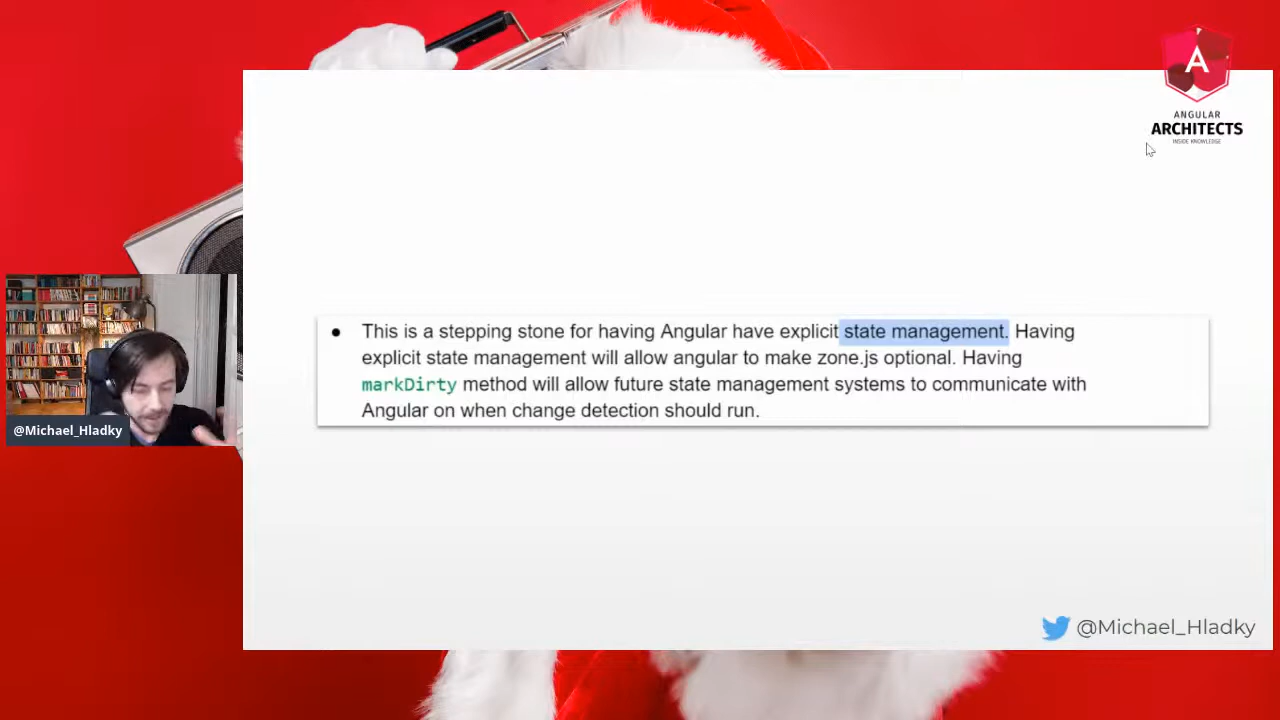 ANGULAR
ARCHITECTS
INSIDE KNOWLEDGE
● This is a stepping stone for having Angular have explicit state management. Having
explicit state management will allow angular to make zone.js optional. Having
markDirty method will allow future state management systems to communicate with
Angular on when change detection should run.
@Michael_Hladky
@Michael_Hladky